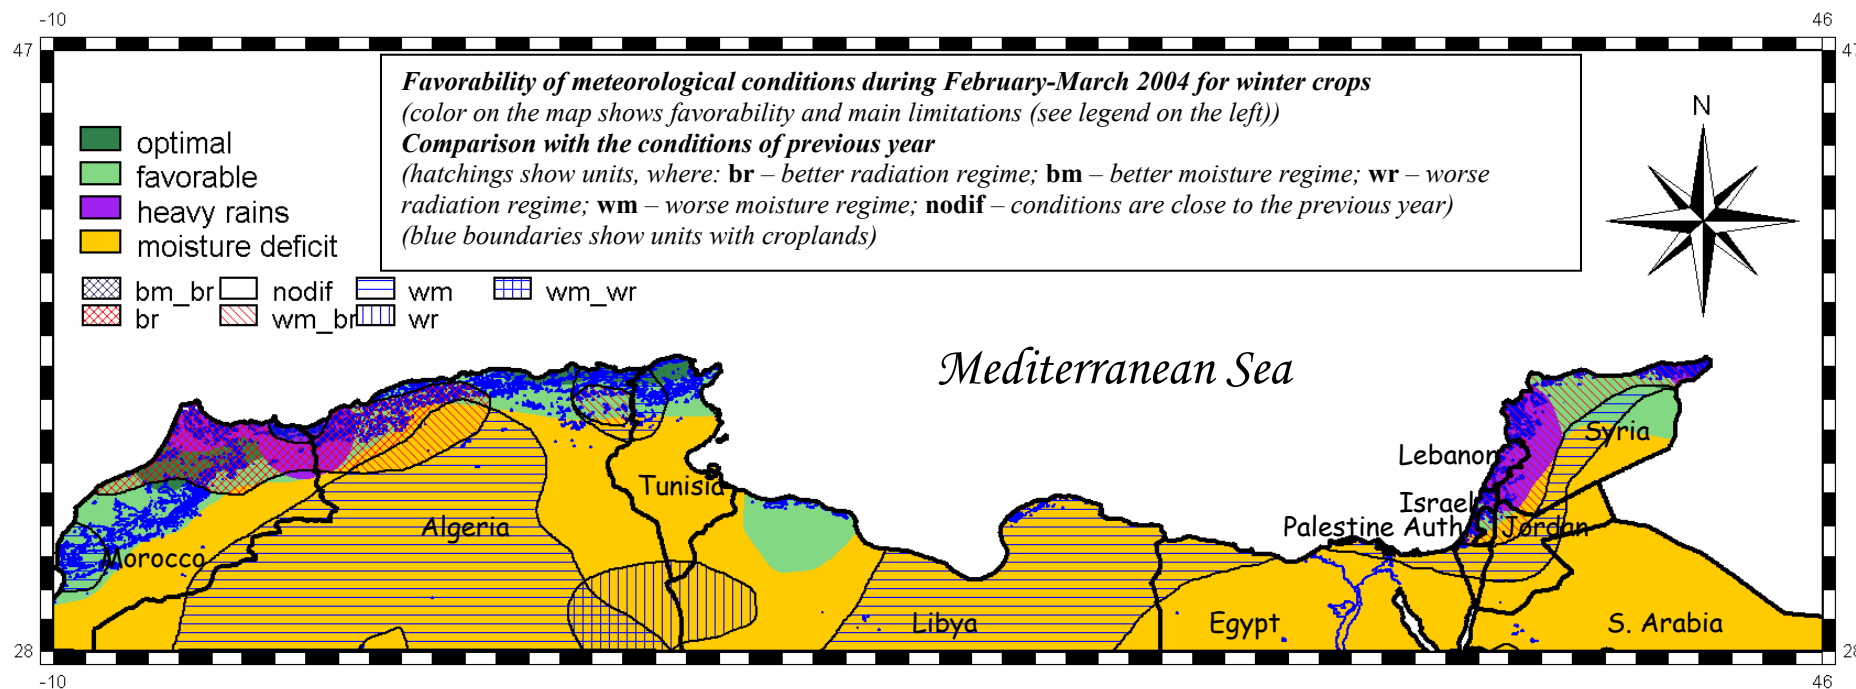 -10 46
47 47
Favorability of meteorological conditions during February-March 2004 for winter crops
(color on the map shows favorability and main limitations (see legend on the left))
Comparison with the conditions of previous year
(hatchings show units, where: br – better radiation regime; bm – better moisture regime; wr – worse
radiation regime; wm – worse moisture regime; nodif – conditions are close to the previous year)
(blue boundaries show units with croplands)
N
optimal
favorable
heavy rains
moisture deficit
bm_br nodif wm wm_wr
br wm_br wr
Mediterranean Sea
Syria
Lebanon
Tunisia
Israel
Algeria Palestine Auth Jordan
Morocco
Libya Egypt S. Arabia
28 28
-10 46